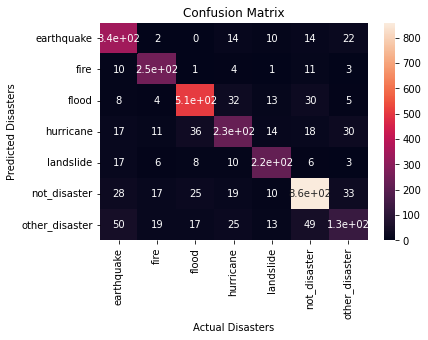 Confusion Matrix
earthquake 3.4e+02 2 0 14 10 14 22
fire 10 2.5e+02 1 4 1 11 3
flood 8 4 5.1e+02 32 13 30 5
hurricane 17 11 36 2.3e+02 14 18 30
landslide 17 6 8 10 2.2e+02 6 3
not_disaster 28 17 25 19 10 8.6e+02 33
other_disaster 50 19 17 25 13 49 1.3e+02
Predicted Disasters
earthquake
fire
flood
hurricane
landslide
not_disaster
other_disaster
Actual Disasters
800
700
600
500
400
300
200
100
0